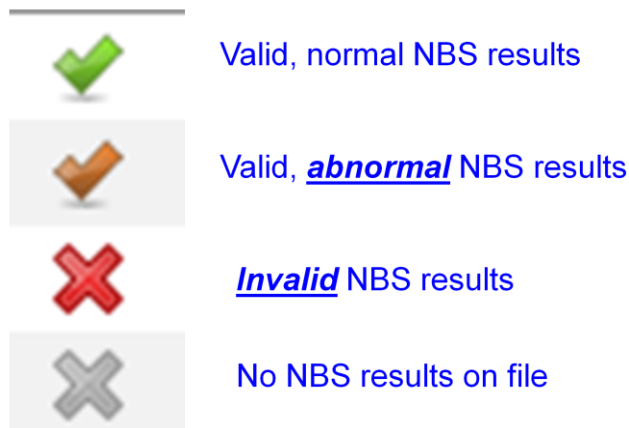 Valid, normal NBS results
Valid, abnormal NBS results
Invalid NBS results
No NBS results on file